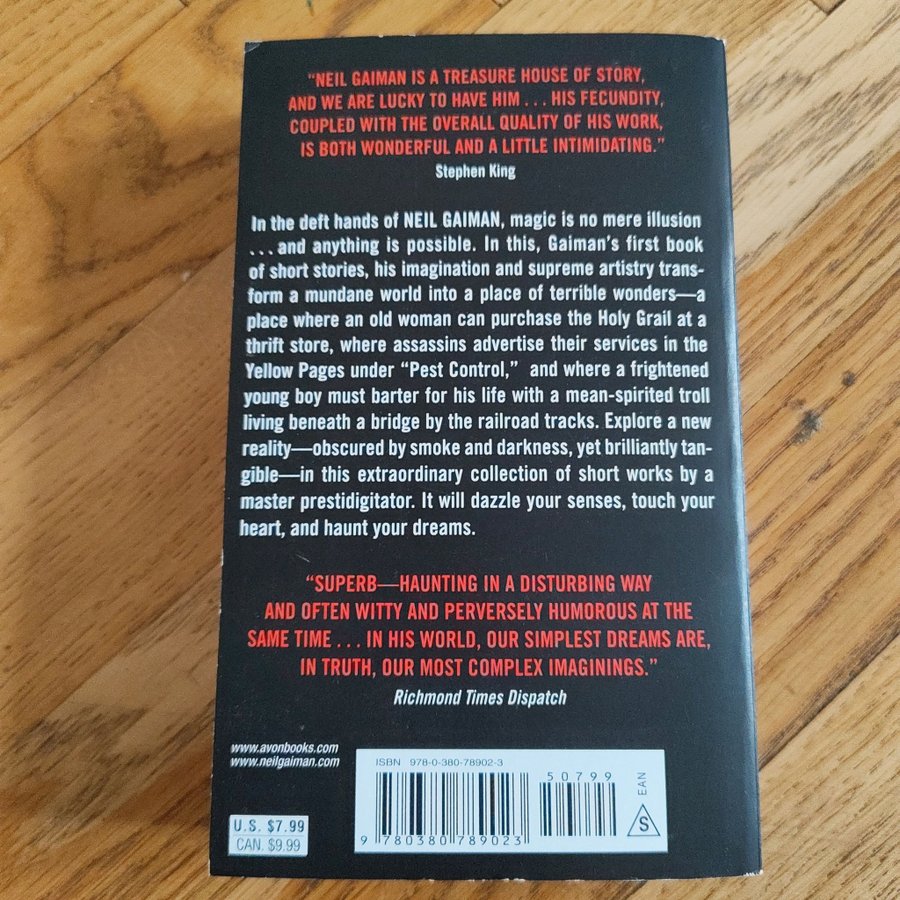 “NEIL GAIMAN IS A TREASURE HOUSE OF STORY,
AND WE ARE LUCKY TO HAVE HIM . . . HIS FECUNDITY,
COUPLED WITH THE OVERALL QUALITY OF HIS WORK,
IS BOTH WONDERFUL AND A LITTLE INTIMIDATING.”
Stephen King
In the deft hands of NEIL GAIMAN, magic is no mere illusion
. . . and anything is possible. In this, Gaiman’s first book
of short stories, his imagination and supreme artistry trans-
form a mundane world into a place of terrible wonders—a
place where an old woman can purchase the Holy Grail at a
thrift store, where assassins advertise their services in the
Yellow Pages under “Pest Control,” and where a frightened
young boy must barter for his life with a mean-spirited troll
living beneath a bridge by the railroad tracks. Explore a new
reality—obscured by smoke and darkness, yet brilliantly tan-
gible—in this extraordinary collection of short works by a
master prestidigitator. It will dazzle your senses, touch your
heart, and haunt your dreams.
“SUPERB—HAUNTING IN A DISTURBING WAY
AND OFTEN WITTY AND PERVERSELY HUMOROUS AT THE
SAME TIME . . . IN HIS WORLD, OUR SIMPLEST DREAMS ARE,
IN TRUTH, OUR MOST COMPLEX IMAGININGS.”
Richmond Times Dispatch
www.avonbooks.com
www.neilgaiman.com
U.S. $7.99
CAN. $9.99
ISBN 978-0-380-78902-3
50799
9 780380 789023
EAN
S